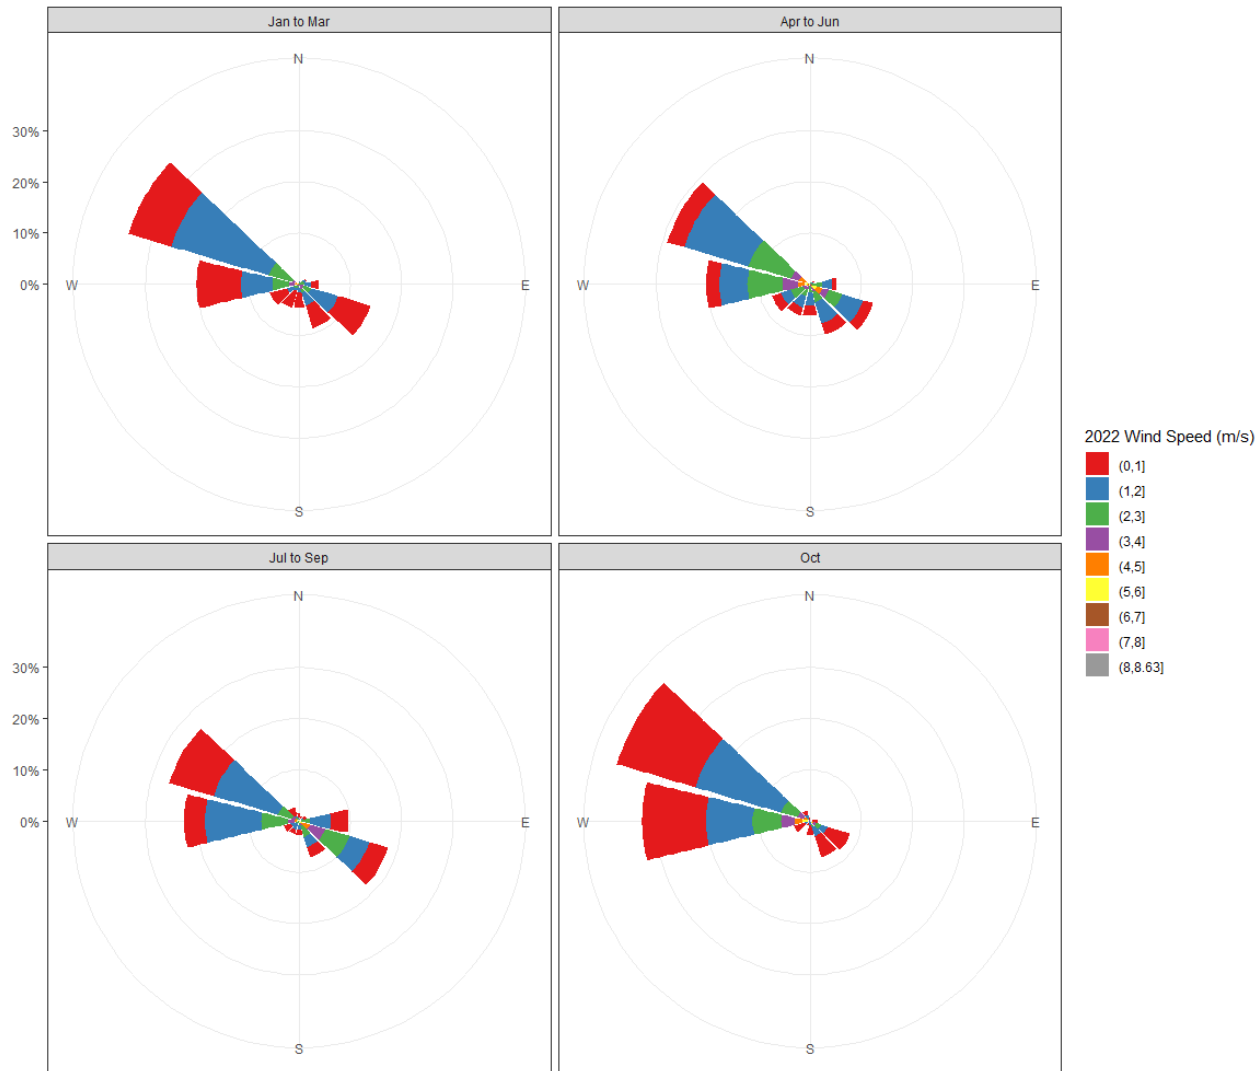 Jan to Mar
Apr to Jun
N
N
30%
20%
10%
0%
W
E
W
E
S
S
Jul to Sep
Oct
N
N
30%
20%
10%
0%
W
E
W
E
S
S
2022 Wind Speed (m/s)
(0,1]
(1,2]
(2,3]
(3,4]
(4,5]
(5,6]
(6,7]
(7,8]
(8,8.63]